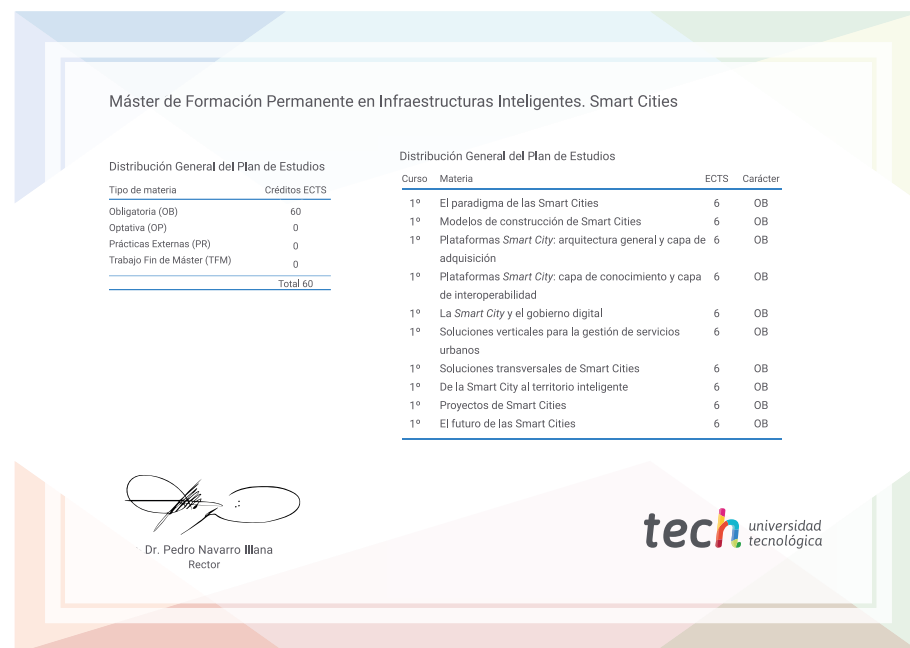 Máster de Formación Permanente en Infraestructuras Inteligentes. Smart Cities
Distribución General del Plan de Estudios
Tipo de materia Créditos ECTS
Obligatoria (OB) 60
Optativa (OP) 0
Prácticas Externas (PR) 0
Trabajo Fin de Máster (TFM) 0
Total 60
Distribución General del Plan de Estudios
Curso Materia ECTS Carácter
1º El paradigma de las Smart Cities 6 OB
1º Modelos de construcción de Smart Cities 6 OB
1º Plataformas Smart City: arquitectura general y capa de 6 OB
adquisición
1º Plataformas Smart City: capa de conocimiento y capa 6 OB
de interoperabilidad
1º La Smart City y el gobierno digital 6 OB
1º Soluciones verticales para la gestión de servicios 6 OB
urbanos
1º Soluciones transversales de Smart Cities 6 OB
1º De la Smart City al territorio inteligente 6 OB
1º Proyectos de Smart Cities 6 OB
1º El futuro de las Smart Cities 6 OB
Dr. Pedro Navarro Illana
Rector
tech universidad
tecnológica